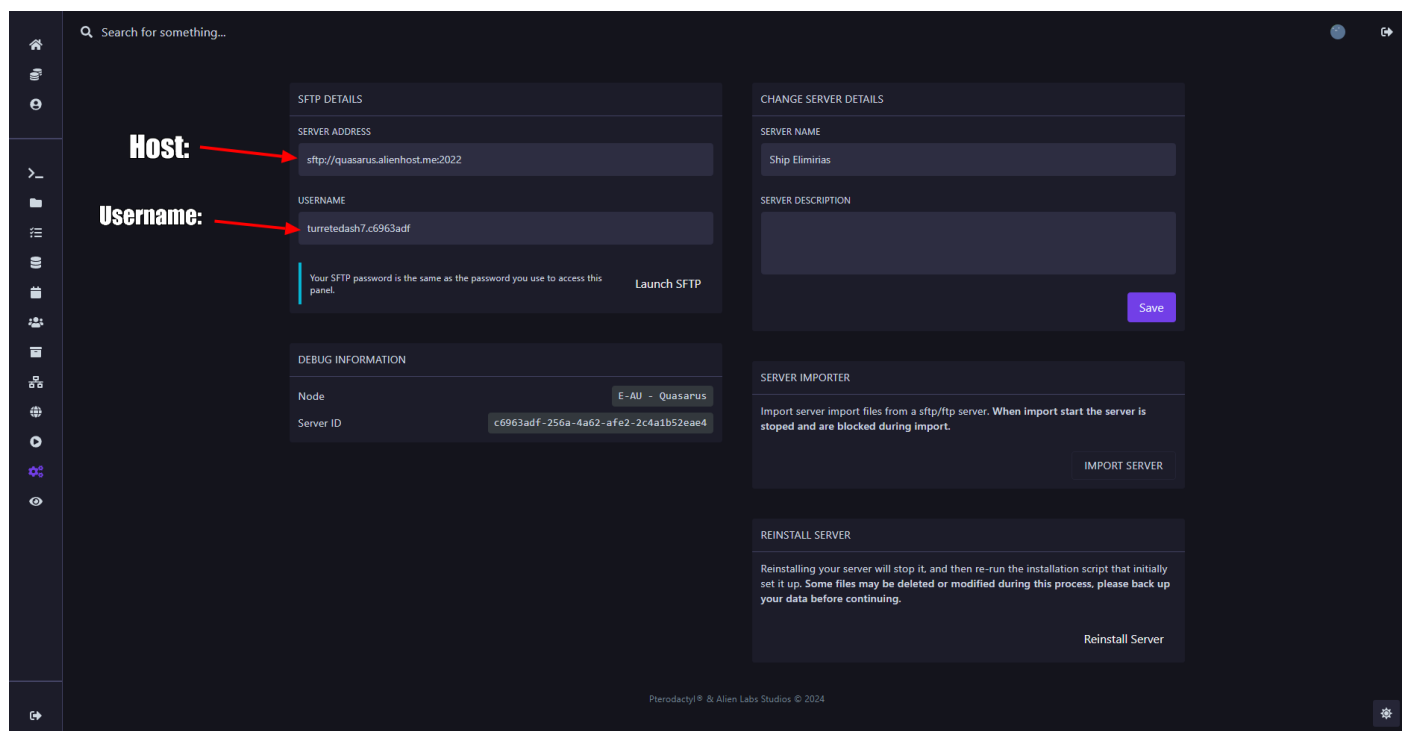 Search for something...
Host:
Username:
SFTP DETAILS
SERVER ADDRESS
sftp://quasarus.alienhost.me:2022
USERNAME
turretedash7.c6963adf
Your SFTP password is the same as the password you use to access this
panel.
Launch SFTP
DEBUG INFORMATION
Node
E-AU - Quasarus
Server ID
c6963adf-256a-4a62-afe2-2c4a1b52eae4
CHANGE SERVER DETAILS
SERVER NAME
Ship Elimirias
SERVER DESCRIPTION
Save
SERVER IMPORTER
Import server import files from a sftp/ftp server. When import start the server is
stoped and are blocked during import.
IMPORT SERVER
REINSTALL SERVER
Reinstalling your server will stop it, and then re-run the installation script that initially
set it up. Some files may be deleted or modified during this process, please back up
your data before continuing.
Reinstall Server
Pterodactyl® & Alien Labs Studios © 2024